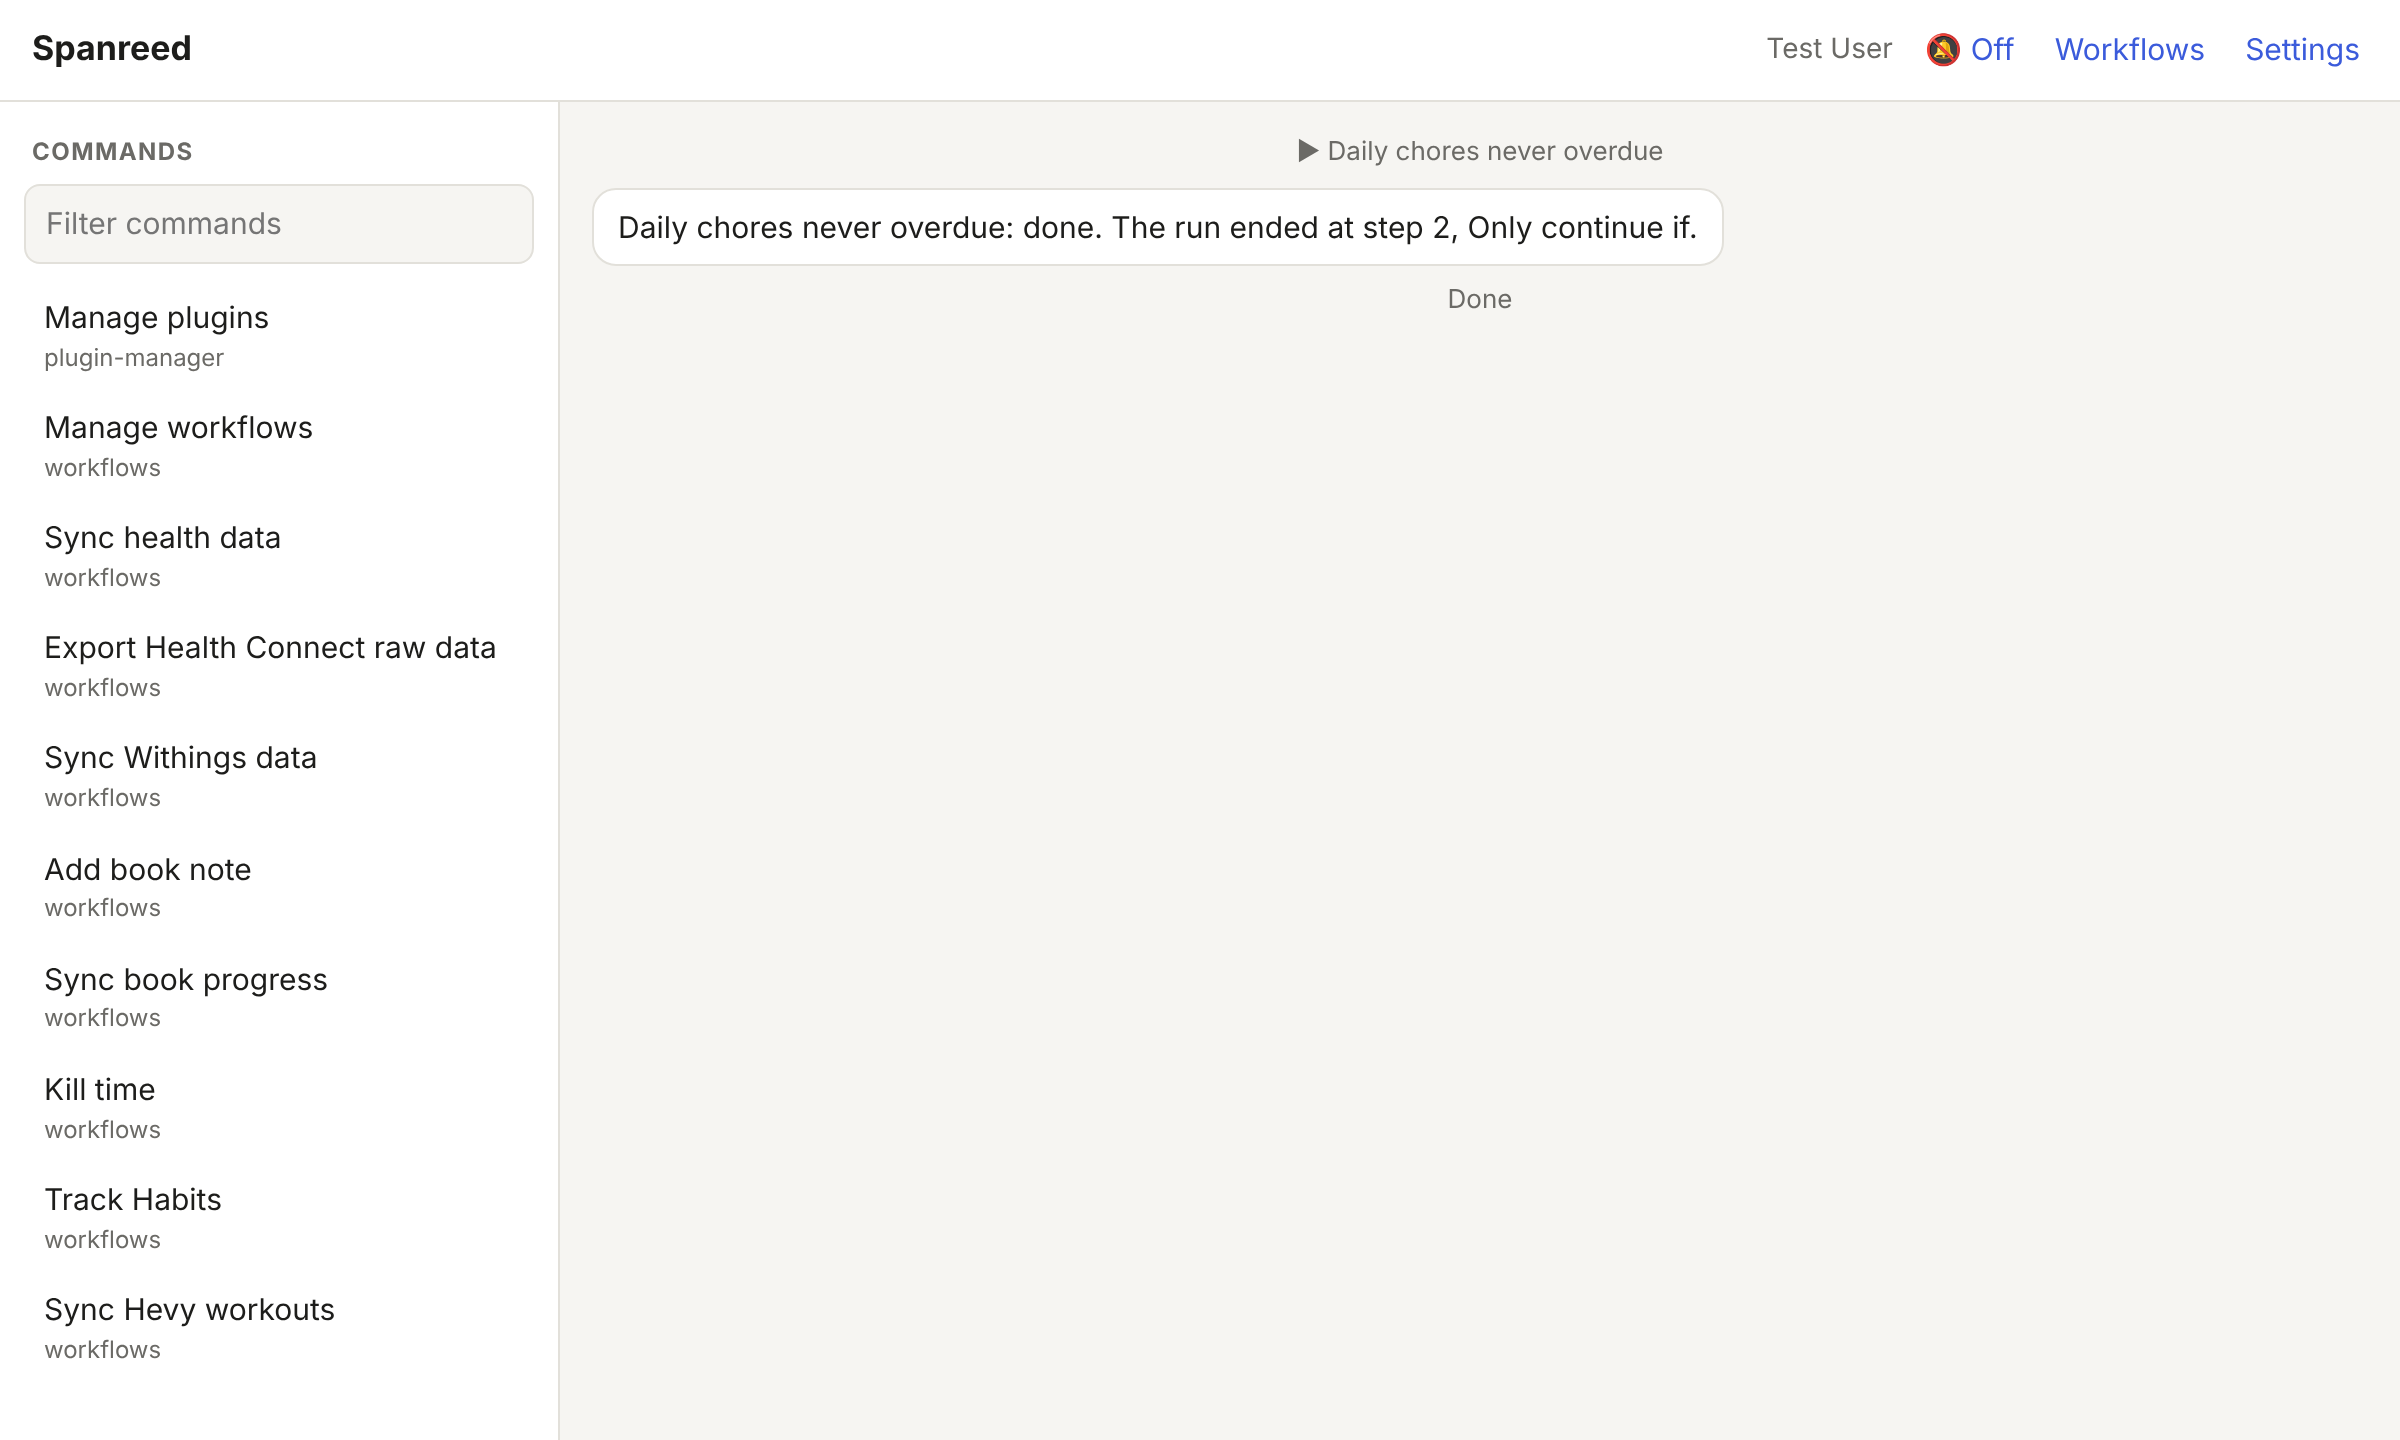 Spanreed
Test User 🔕 Off Workflows Settings
COMMANDS
Filter commands
Manage plugins
plugin-manager
Manage workflows
workflows
Sync health data
workflows
Export Health Connect raw data
workflows
Sync Withings data
workflows
Add book note
workflows
Sync book progress
workflows
Kill time
workflows
Track Habits
workflows
Sync Hevy workouts
workflows
▶ Daily chores never overdue
Daily chores never overdue: done. The run ended at step 2, Only continue if.
Done